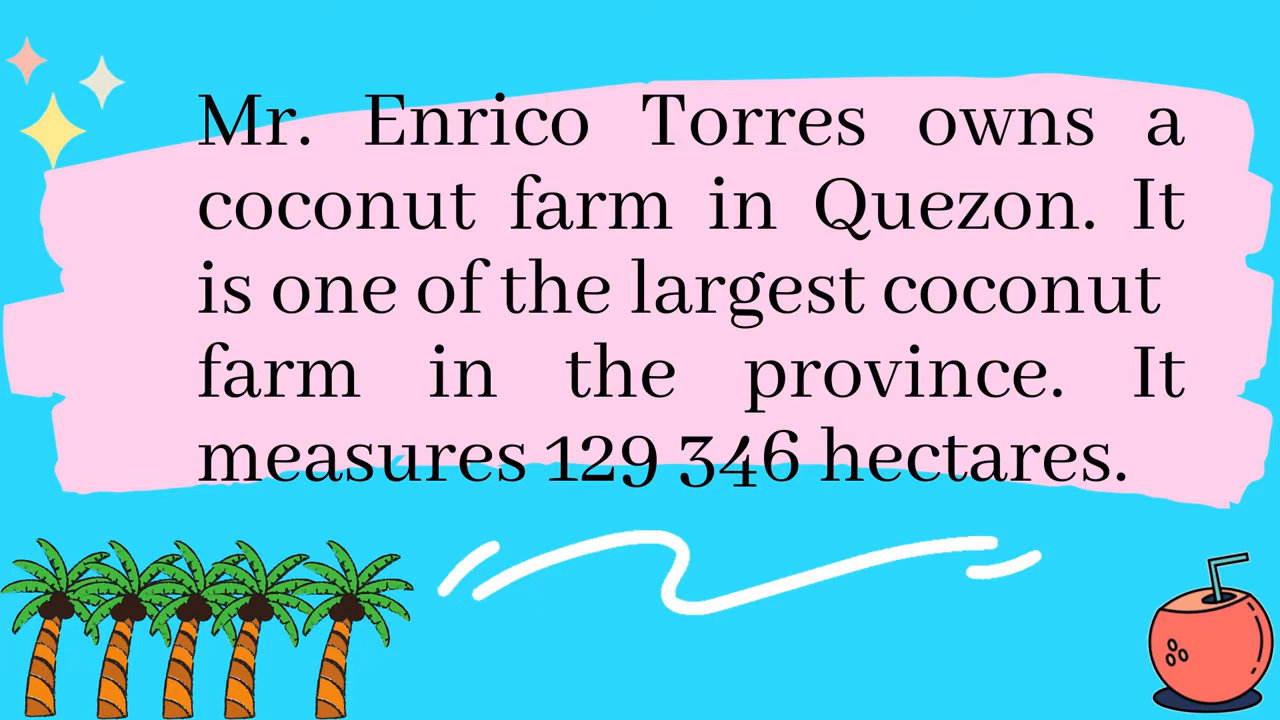 Mr. Enrico Torres owns a
coconut farm in Quezon. It
is one of the largest coconut
farm in the province. It
measures 129 346 hectares.